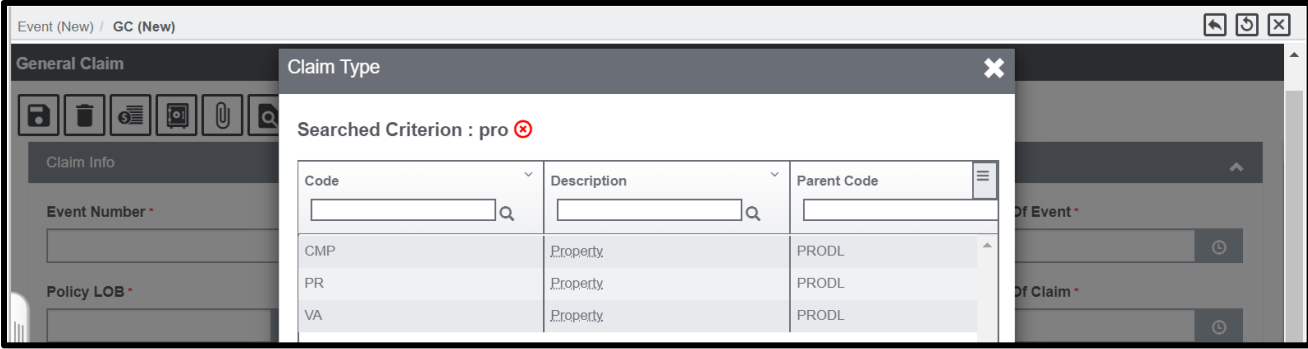 Event (New) / GC (New)
General Claim
Claim Type
Searched Criterion : pro
Claim Info
Code Description Parent Code
Event Number * Of Event *
CMP Property PRODL
PR Property PRODL
Policy LOB * Of Claim *
VA Property PRODL